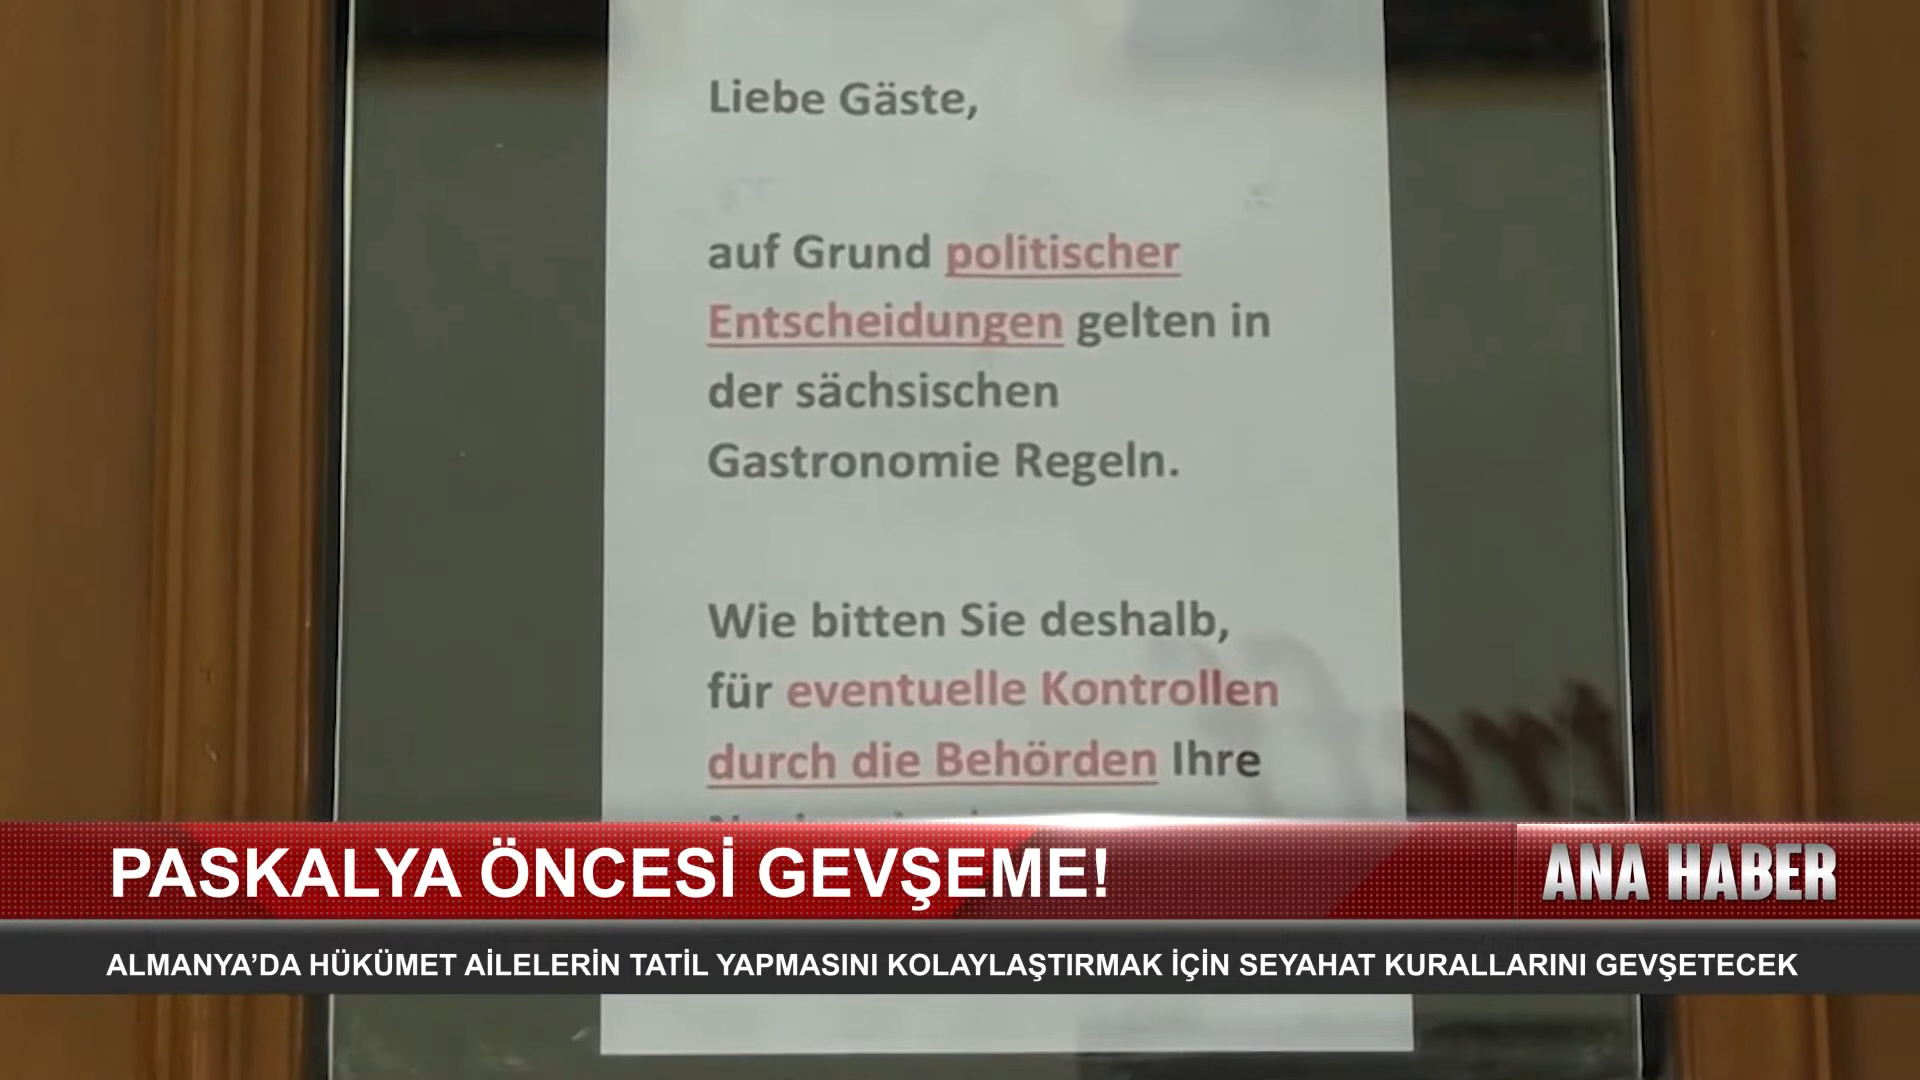 Liebe Gäste,
auf Grund politischer
Entscheidungen gelten in
der sächsischen
Gastronomie Regeln.
Wie bitten Sie deshalb,
für eventuelle Kontrollen
durch die Behörden Ihre
PASKALYA ÖNCESİ GEVŞEME!
ANA HABER
ALMANYA'DA HÜKÜMET AİLELERİN TATİL YAPMASINI KOLAYLAŞTIRMAK İÇİN SEYAHAT KURALLARINI GEVŞETECEK